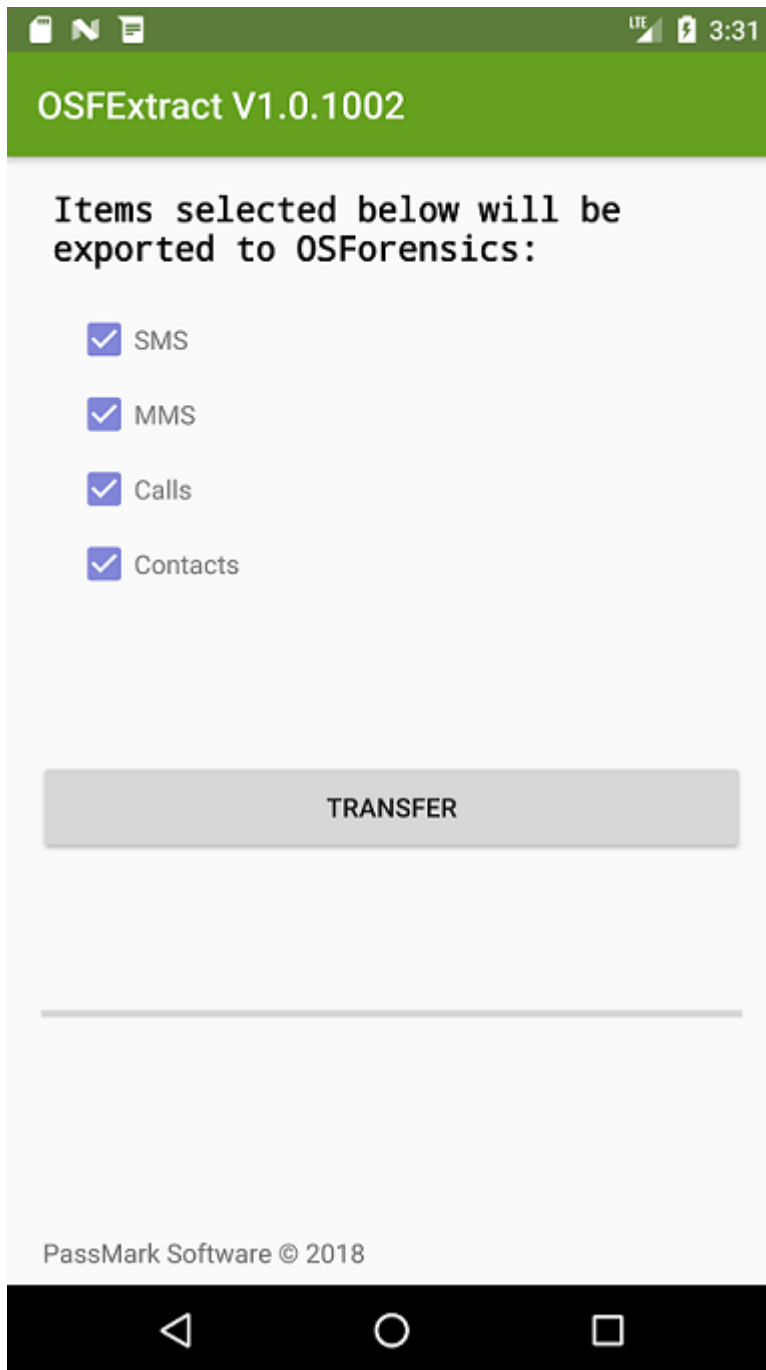 LTE 3:31
OSFExtract V1.0.1002
Items selected below will be
exported to OSForensics:
SMS
MMS
Calls
Contacts
TRANSFER
PassMark Software © 2018